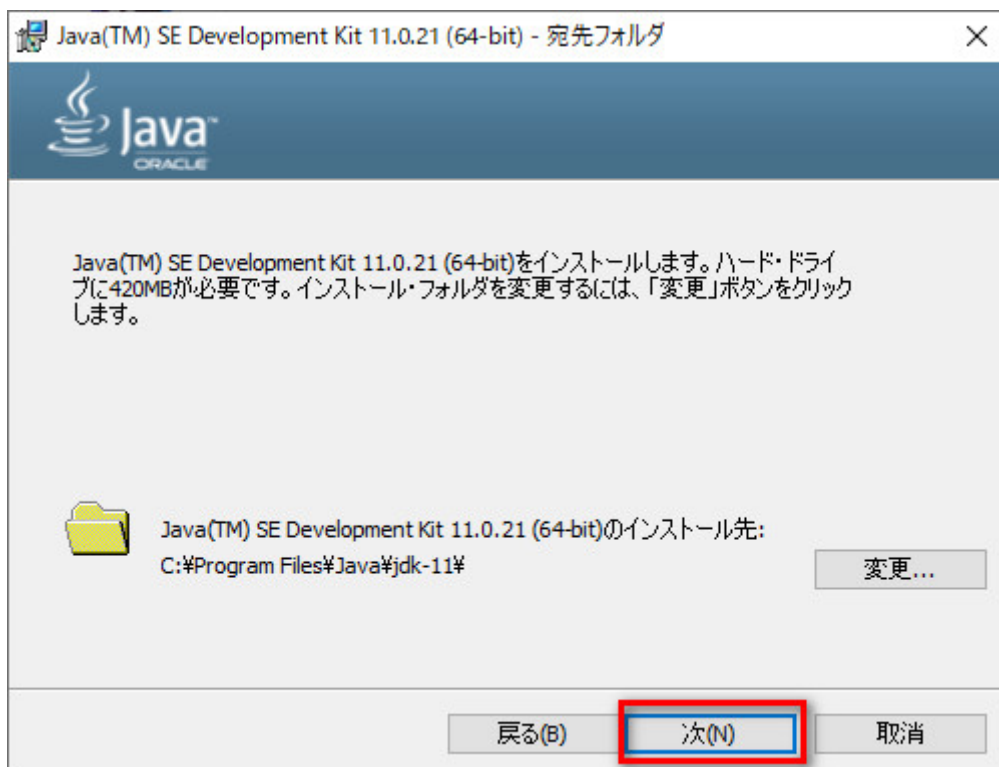 Java(TM) SE Development Kit 11.0.21 (64-bit) - 宛先フォルダ
Java™
ORACLE
Java(TM) SE Development Kit 11.0.21 (64-bit)をインストールします。ハード・ドライ
ブに420MBが必要です。インストール・フォルダを変更するには、「変更」ボタンをクリック
します。
Java(TM) SE Development Kit 11.0.21 (64-bit)のインストール先:
C:¥Program Files¥Java¥jdk-11¥
変更...
戻る(B) 次(N) 取消